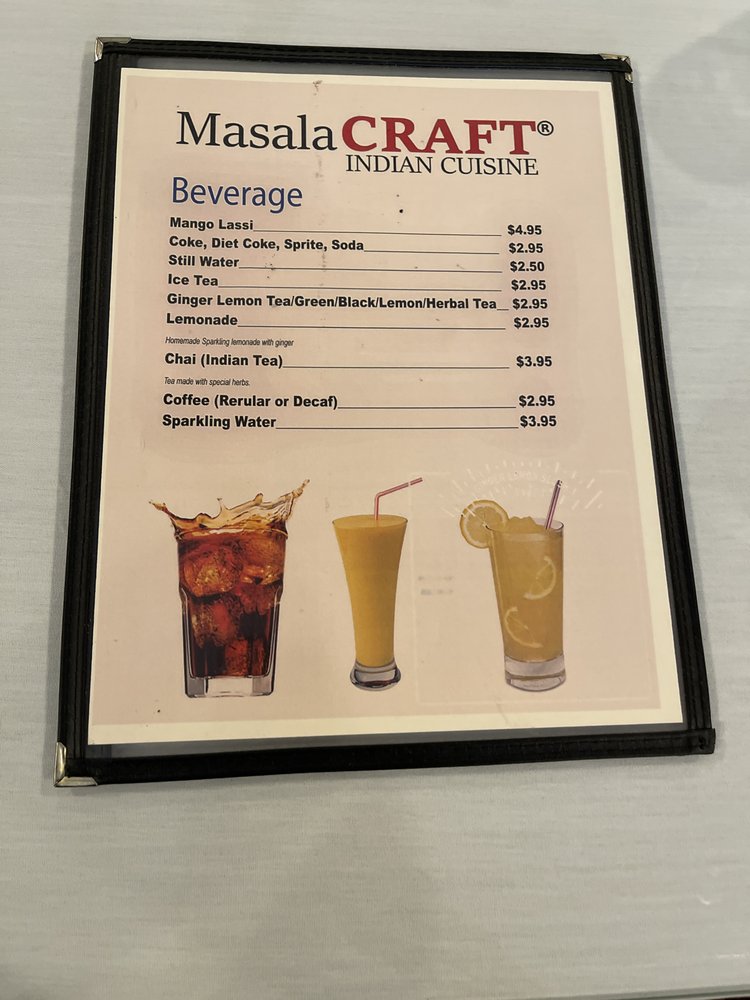 Masala CRAFT®
INDIAN CUISINE
Beverage
Mango Lassi $4.95
Coke, Diet Coke, Sprite, Soda $2.95
Still Water $2.50
Ice Tea $2.95
Ginger Lemon Tea/Green/Black/Lemon/Herbal Tea $2.95
Lemonade $2.95
Homemade Sparkling lemonade with ginger
Chai (Indian Tea) $3.95
Tea made with special herbs.
Coffee (Rerular or Decaf) $2.95
Sparkling Water $3.95